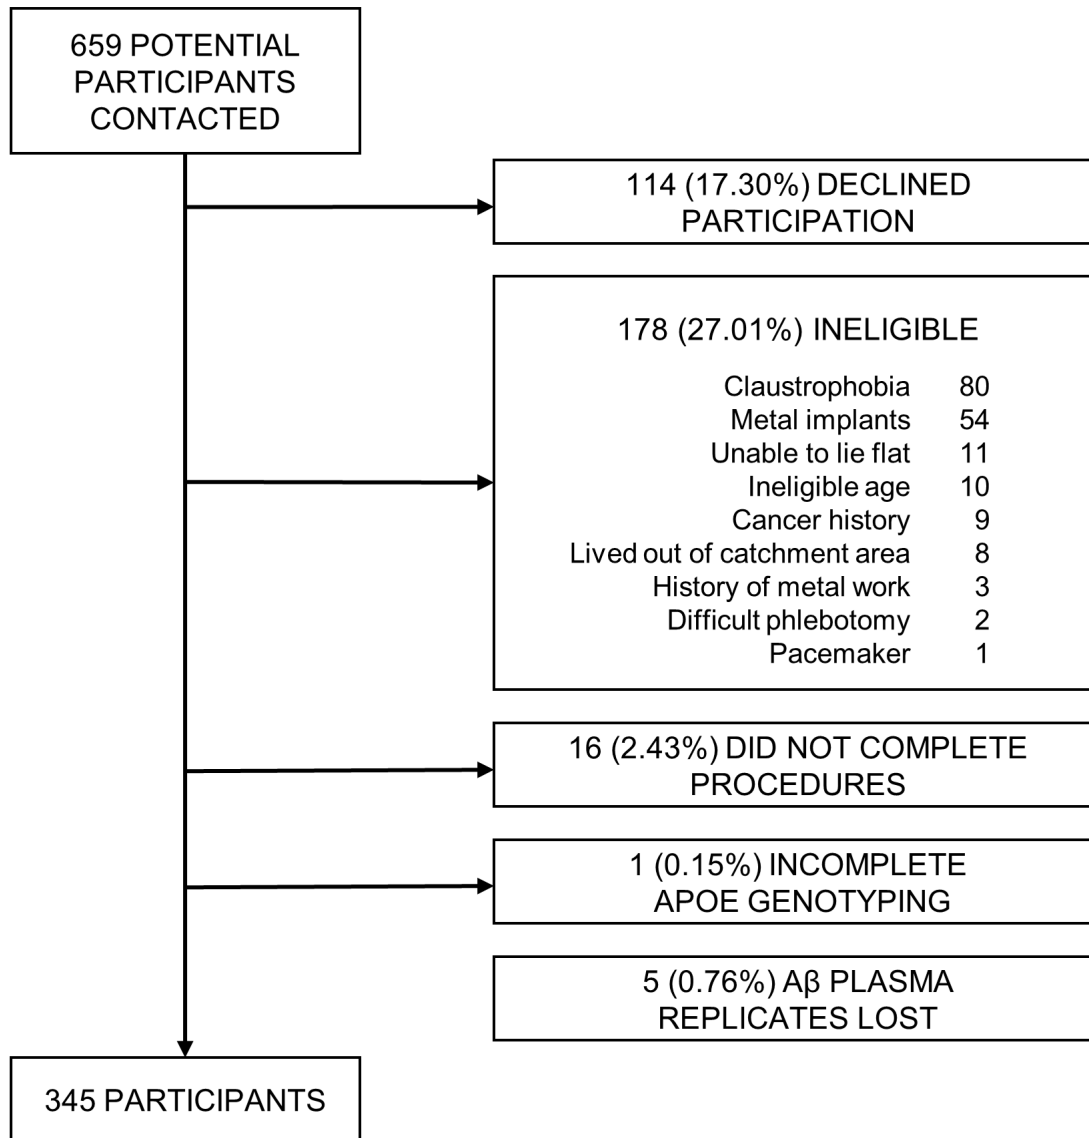 659 POTENTIAL
PARTICIPANTS
CONTACTED
114 (17.30%) DECLINED
PARTICIPATION
178 (27.01%) INELIGIBLE
Claustrophobia 80
Metal implants 54
Unable to lie flat 11
Ineligible age 10
Cancer history 9
Lived out of catchment area 8
History of metal work 3
Difficult phlebotomy 2
Pacemaker 1
16 (2.43%) DID NOT COMPLETE
PROCEDURES
1 (0.15%) INCOMPLETE
APOE GENOTYPING
5 (0.76%) Aβ PLASMA
REPLICATES LOST
345 PARTICIPANTS